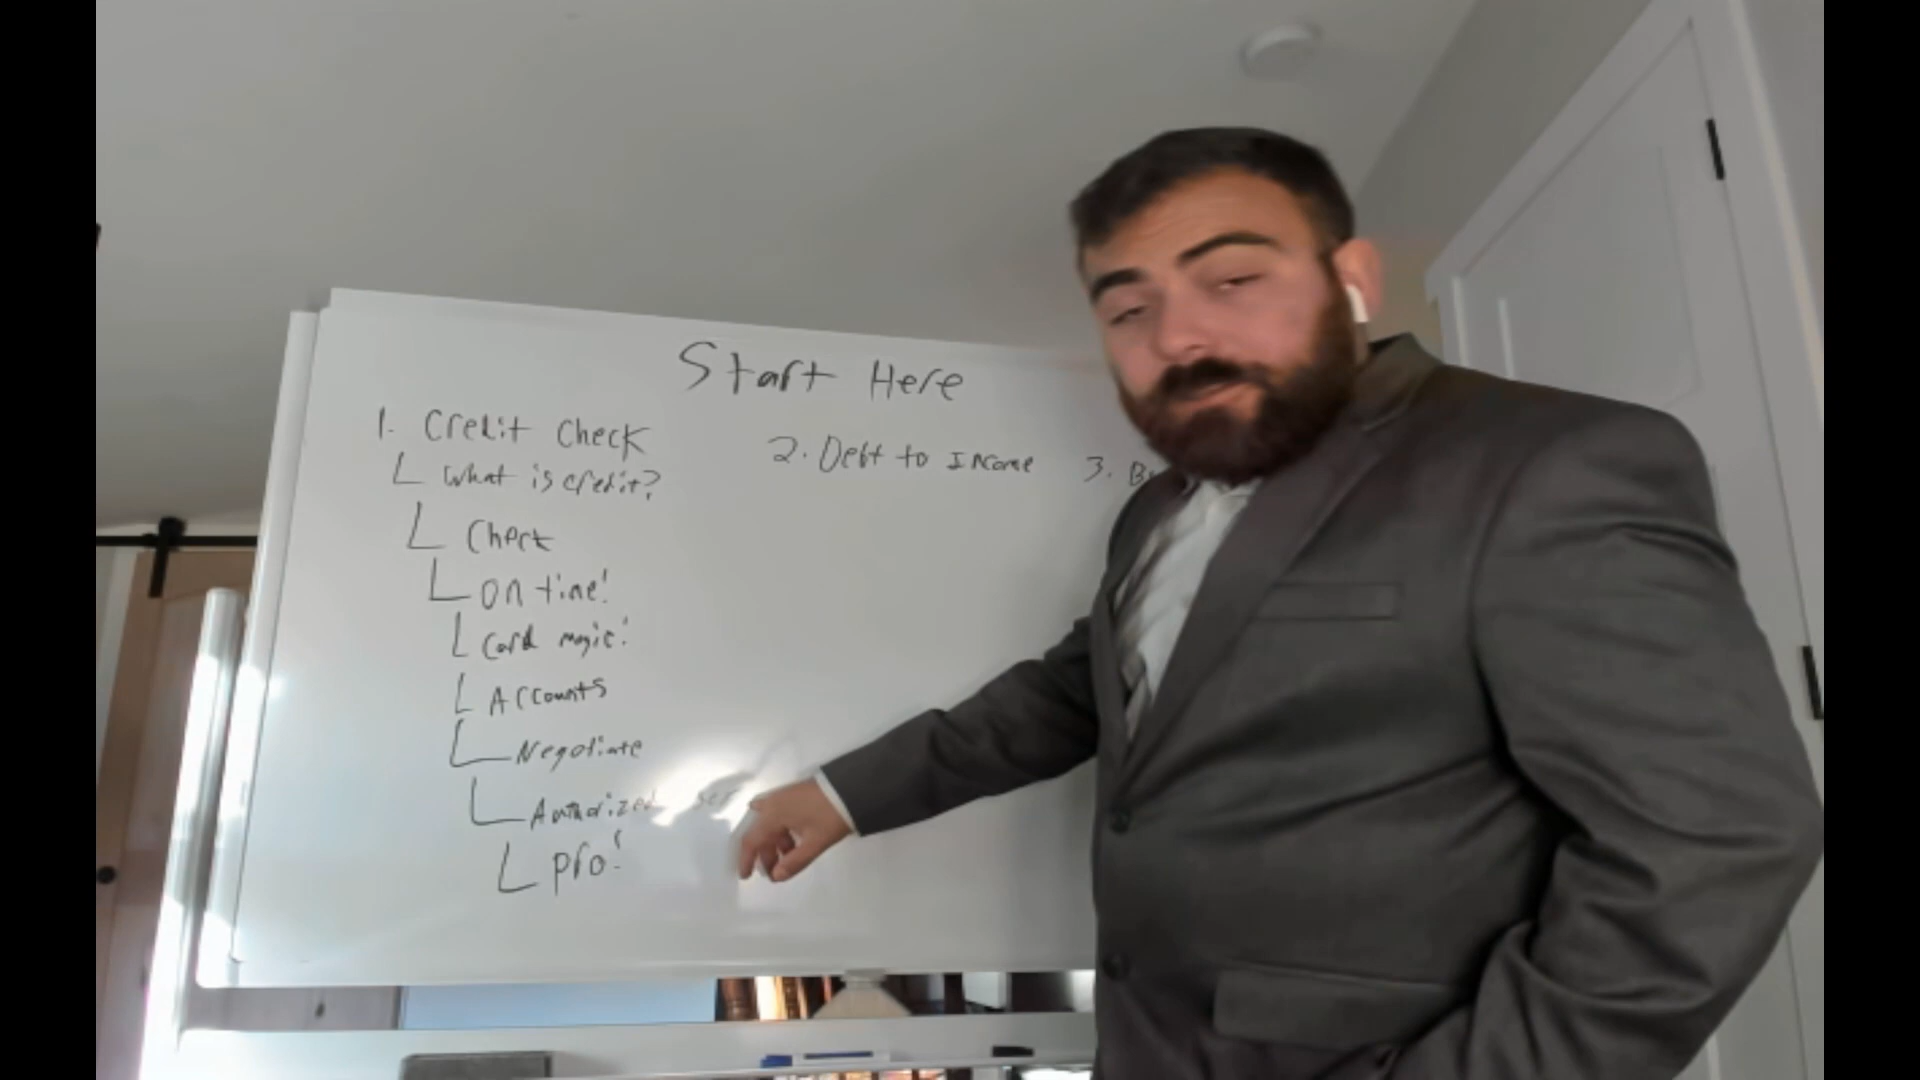 Start Here
1. Credit Check
What is credit?
Check
on time!
Card magic!
Accounts
Negotiate
Authorized
pro!
2. Debt to Income
3.